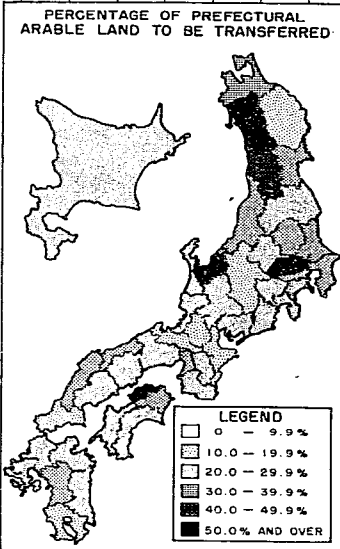 PERCENTAGE OF PREFECTURAL
ARABLE LAND TO BE TRANSFERRED
LEGEND
0 - 9.9%
10.0 - 19.9%
20.0 - 29.9%
30.0 - 39.9%
40.0 - 49.9%
50.0% AND OVER